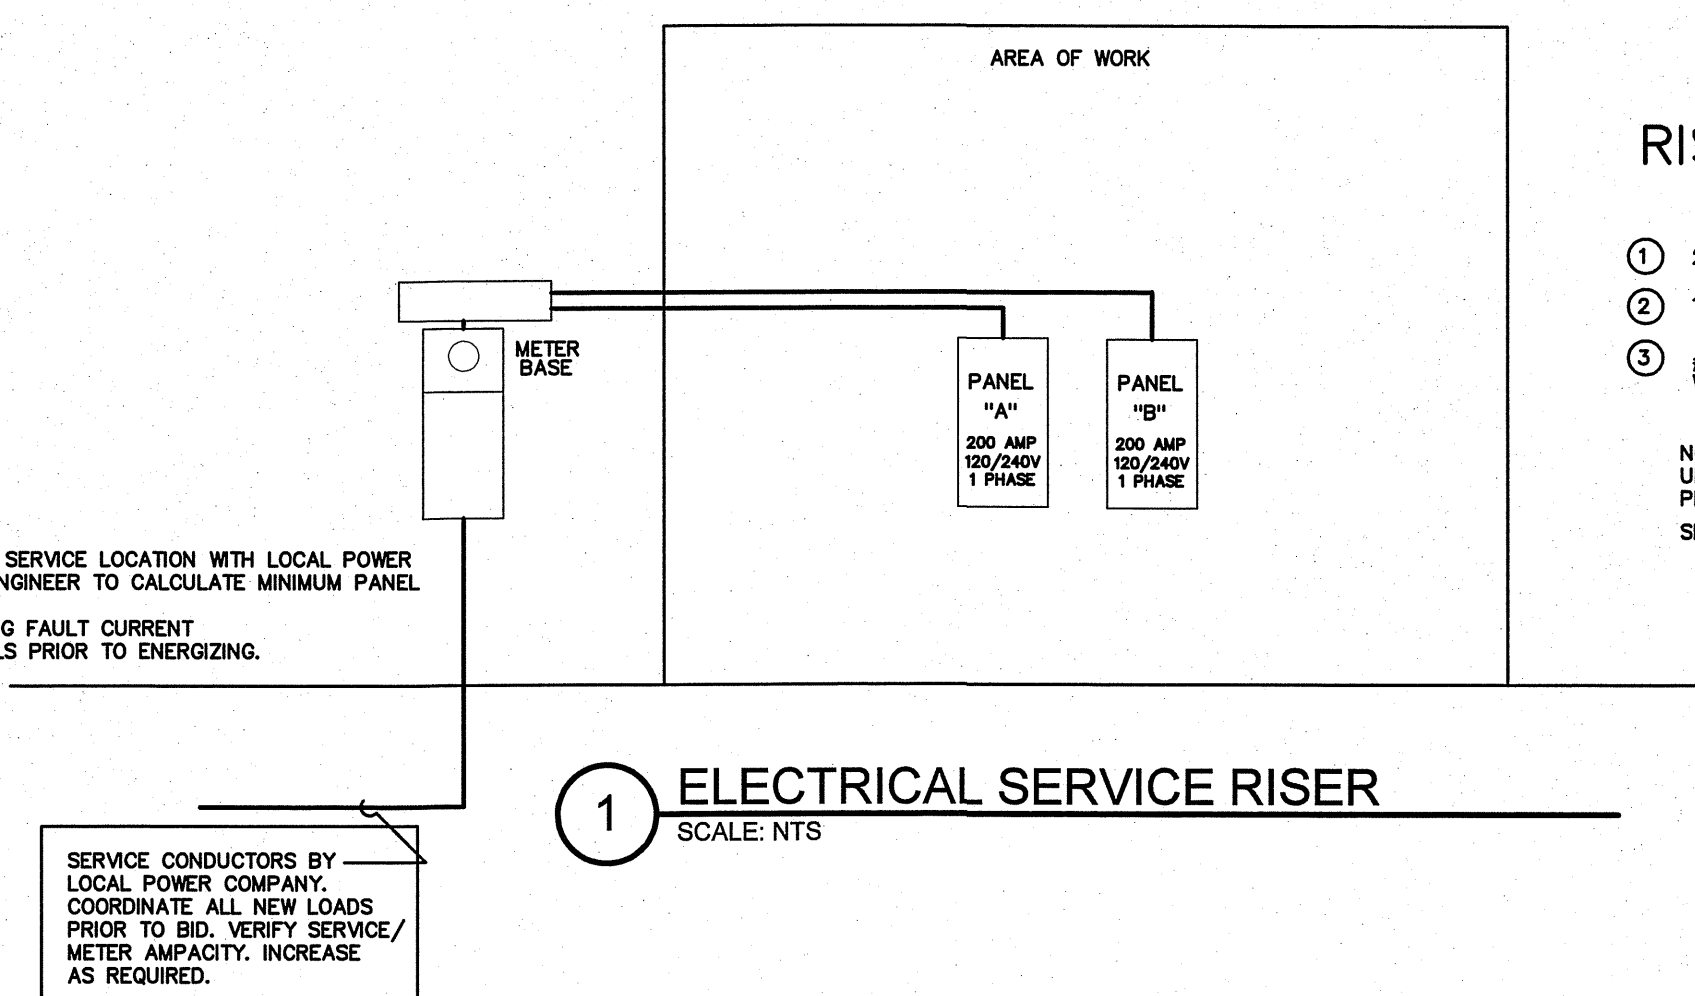 AREA OF WORK
METER
BASE
PANEL
"A"
200 AMP
120/240V
1 PHASE
PANEL
"B"
200 AMP
120/240V
1 PHASE
SERVICE LOCATION WITH LOCAL POWER
TO CALCULATE MINIMUM PANEL
FAULT CURRENT
PRIOR TO ENERGIZING.
1
2
3
1
ELECTRICAL SERVICE RISER
SCALE: NTS
SERVICE CONDUCTORS BY
LOCAL POWER COMPANY.
COORDINATE ALL NEW LOADS
PRIOR TO BID. VERIFY SERVICE/
METER AMPACITY. INCREASE
AS REQUIRED.